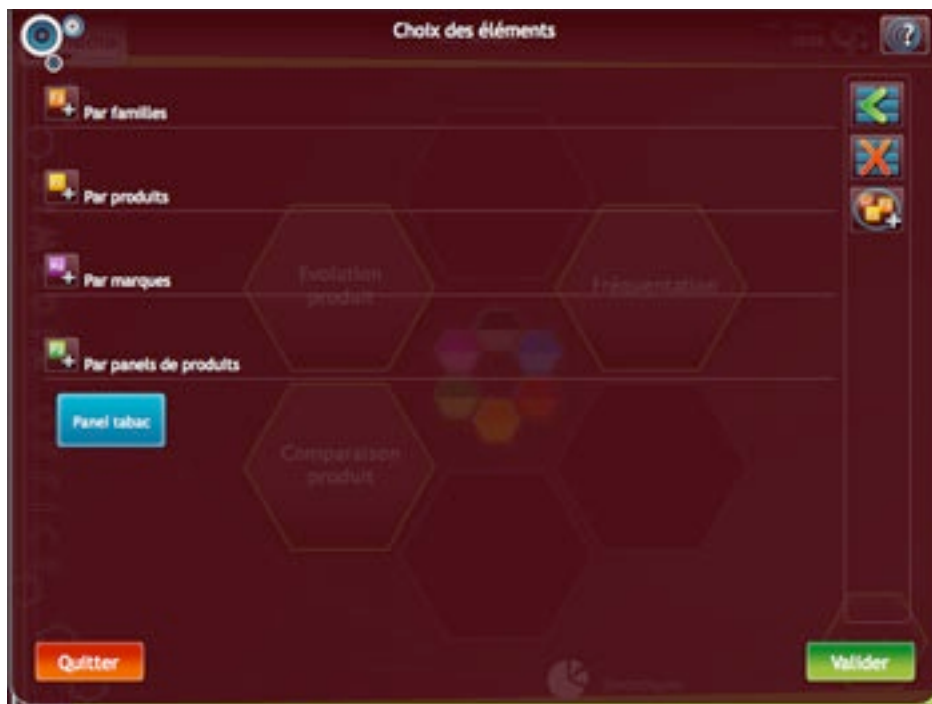 Choix des éléments
?
Par familles
Par produits
Par marques
Evolution
produit
Fréquentation
Par panels de produits
Panel tabac
Comparaison
produit
Quitter
Valider